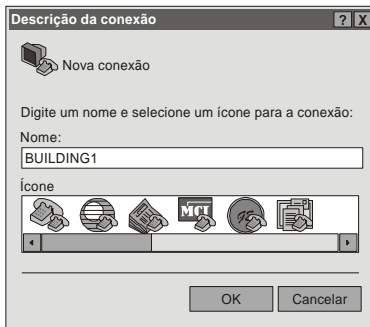 Descrição da conexão ? X
Nova conexão
Digite um nome e selecione um ícone para a conexão:
Nome:
BUILDING1
Ícone
MCI
OK Cancelar